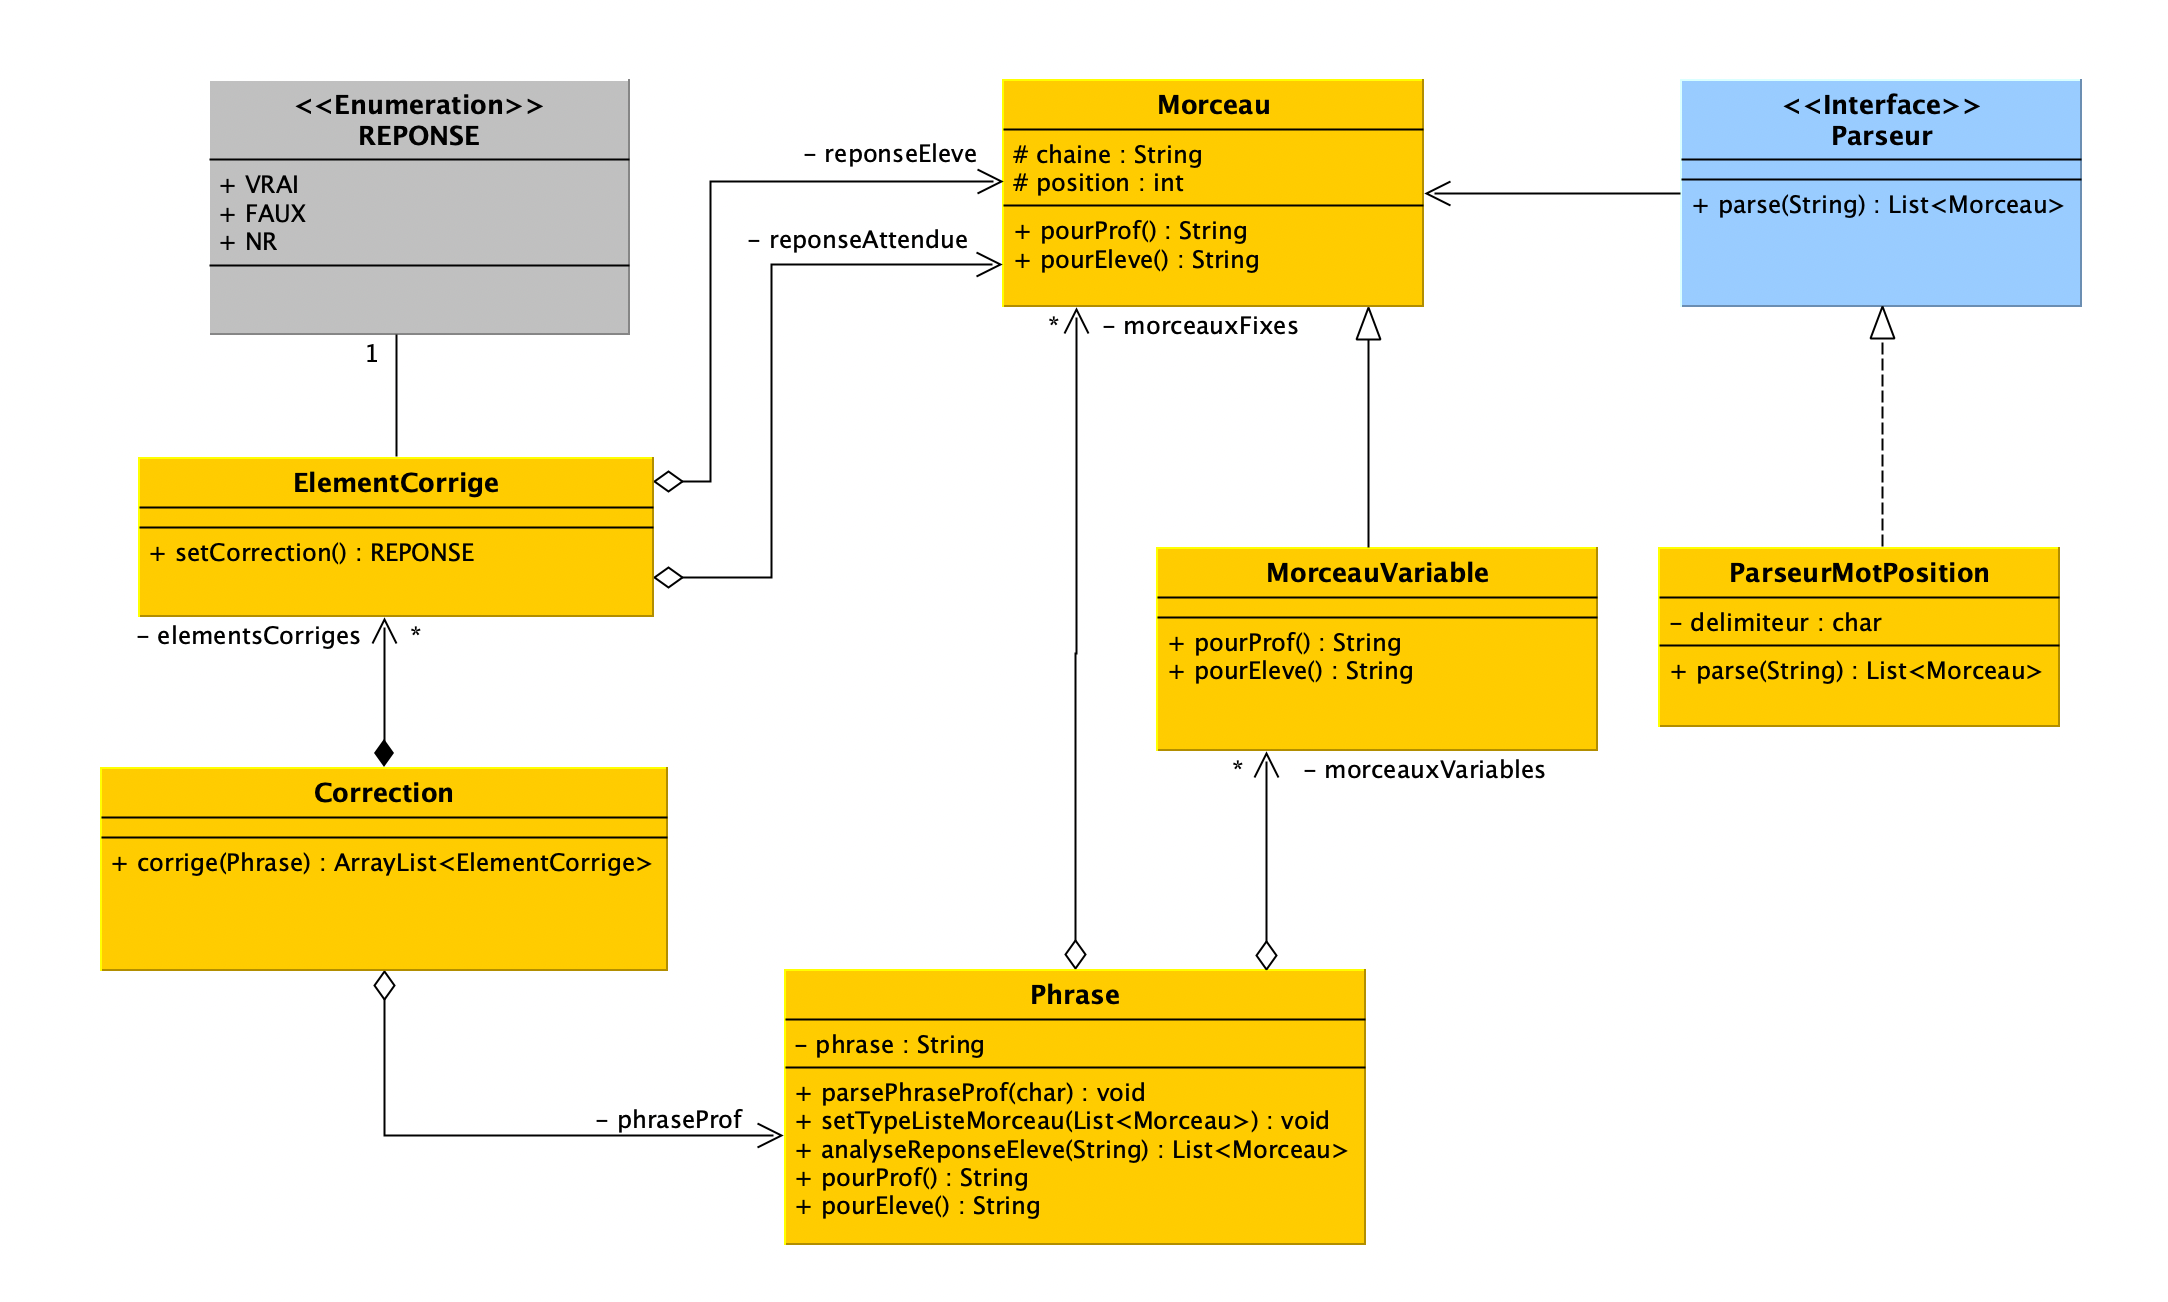 <<Enumeration>>
REPONSE
+ VRAI
+ FAUX
+ NR
1
– reponseEleve
– reponseAttendue
Morceau
# chaine : String
# position : int
+ pourProf() : String
+ pourEleve() : String
* – morceauxFixes
<<Interface>>
Parseur
+ parse(String) : List<Morceau>
ElementCorrige
+ setCorrection() : REPONSE
– elementsCorriges *
MorceauVariable
+ pourProf() : String
+ pourEleve() : String
* – morceauxVariables
ParseurMotPosition
– delimiteur : char
+ parse(String) : List<Morceau>
Correction
+ corrige(Phrase) : ArrayList<ElementCorrige>
– phraseProf
Phrase
– phrase : String
+ parsePhraseProf(char) : void
+ setTypeListeMorceau(List<Morceau>) : void
+ analyseReponseEleve(String) : List<Morceau>
+ pourProf() : String
+ pourEleve() : String